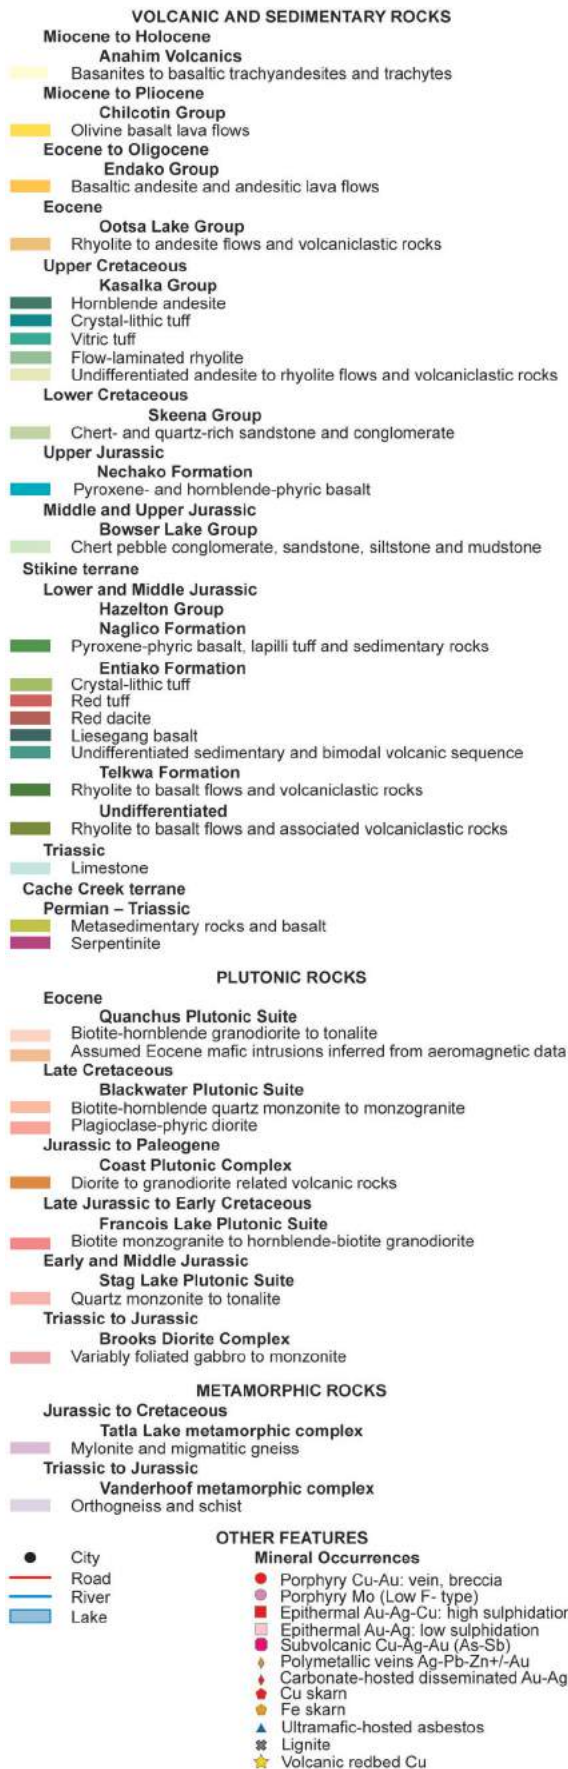 VOLCANIC AND SEDIMENTARY ROCKS
Miocene to Holocene
Anahim Volcanics
Basanites to basaltic trachyandesites and trachytes
Miocene to Pliocene
Chilcotin Group
Olivine basalt lava flows
Eocene to Oligocene
Endako Group
Basaltic andesite and andesitic lava flows
Eocene
Ootsa Lake Group
Rhyolite to andesite flows and volcaniclastic rocks
Upper Cretaceous
Kasalka Group
Hornblende andesite
Crystal-lithic tuff
Vitric tuff
Flow-laminated rhyolite
Undifferentiated andesite to rhyolite flows and volcaniclastic rocks
Lower Cretaceous
Skeena Group
Chert- and quartz-rich sandstone and conglomerate
Upper Jurassic
Nechako Formation
Pyroxene- and hornblende-phyric basalt
Middle and Upper Jurassic
Bowser Lake Group
Chert pebble conglomerate, sandstone, siltstone and mudstone
Stikine terrane
Lower and Middle Jurassic
Hazelton Group
Naglico Formation
Pyroxene-phyric basalt, lapilli tuff and sedimentary rocks
Entiako Formation
Crystal-lithic tuff
Red tuff
Red dacite
Liesegang basalt
Undifferentiated sedimentary and bimodal volcanic sequence
Telkwa Formation
Rhyolite to basalt flows and volcaniclastic rocks
Undifferentiated
Rhyolite to basalt flows and associated volcaniclastic rocks
Triassic
Limestone
Cache Creek terrane
Permian – Triassic
Metasedimentary rocks and basalt
Serpentinite
PLUTONIC ROCKS
Eocene
Quanchus Plutonic Suite
Biotite-hornblende granodiorite to tonalite
Assumed Eocene mafic intrusions inferred from aeromagnetic data
Late Cretaceous
Blackwater Plutonic Suite
Biotite-hornblende quartz monzonite to monzogranite
Plagioclase-phyric diorite
Jurassic to Paleogene
Coast Plutonic Complex
Diorite to granodiorite related volcanic rocks
Late Jurassic to Early Cretaceous
Francois Lake Plutonic Suite
Biotite monzogranite to hornblende-biotite granodiorite
Early and Middle Jurassic
Stag Lake Plutonic Suite
Quartz monzonite to tonalite
Triassic to Jurassic
Brooks Diorite Complex
Variably foliated gabbro to monzonite
METAMORPHIC ROCKS
Jurassic to Cretaceous
Tatla Lake metamorphic complex
Mylonite and migmatitic gneiss
Triassic to Jurassic
Vanderhoof metamorphic complex
Orthogneiss and schist
OTHER FEATURES
City
Road
River
Lake
Mineral Occurrences
Porphyry Cu-Au: vein, breccia
Porphyry Mo (Low F- type)
Epithermal Au-Ag-Cu: high sulphidation
Epithermal Au-Ag: low sulphidation
Subvolcanic Cu-Ag-Au (As-Sb)
Polymetallic veins Ag-Pb-Zn+/-Au
Carbonate-hosted disseminated Au-Ag
Cu skarn
Fe skarn
Ultramafic-hosted asbestos
Lignite
Volcanic redbed Cu